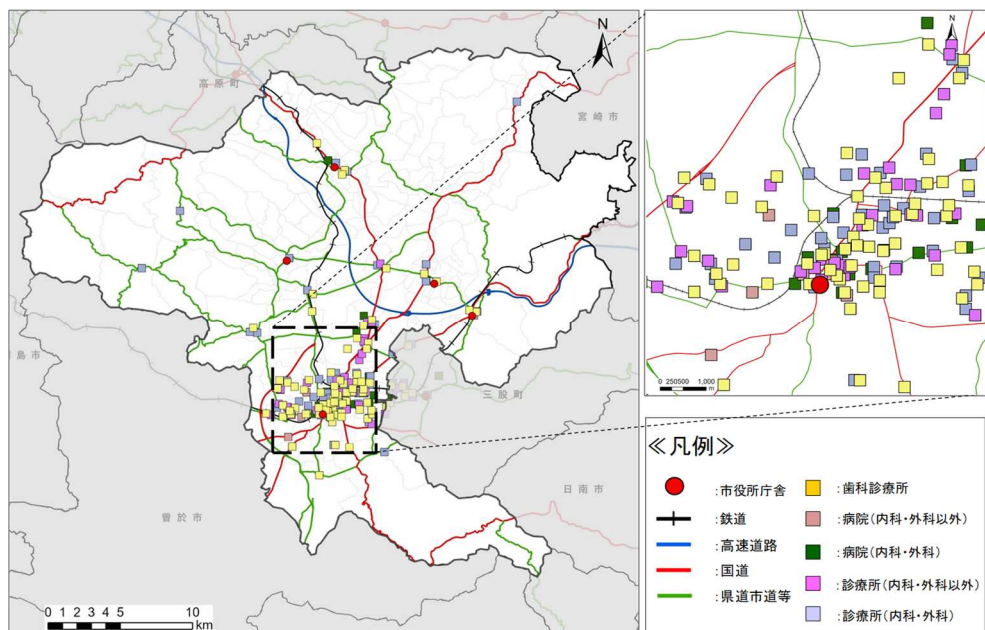 N
高原町
宮崎市
島市
三股町
日南市
曽於市
0 1 2 3 4 5 10
km
N
0 250500 1,000
m
≪凡例≫
:市役所庁舎
:鉄道
:高速道路
:国道
:県道市道等
:歯科診療所
:病院(内科・外科以外)
:病院(内科・外科)
:診療所(内科・外科以外)
:診療所(内科・外科)